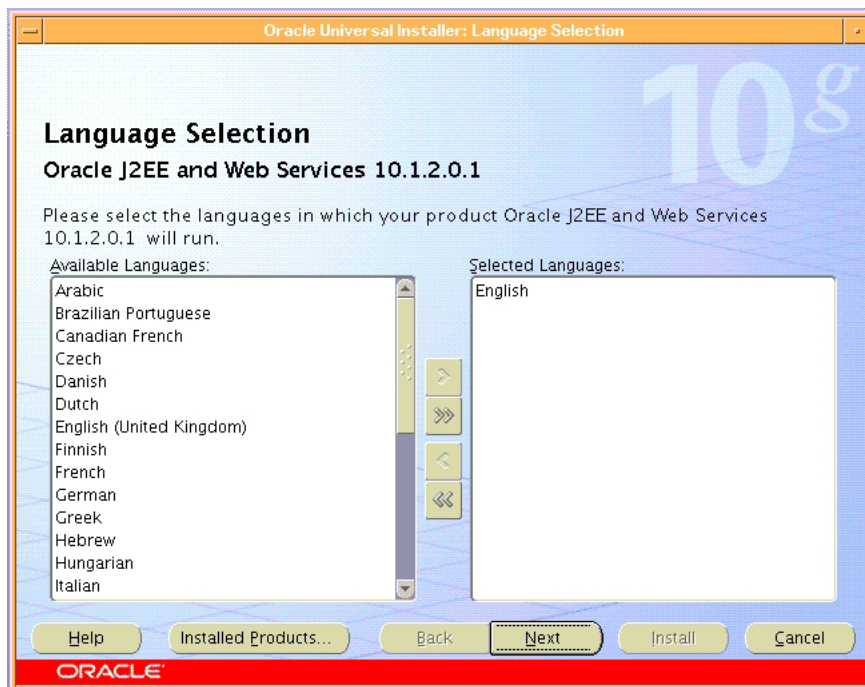 Oracle Universal Installer: Language Selection
10g
Language Selection
Oracle J2EE and Web Services 10.1.2.0.1
Please select the languages in which your product Oracle J2EE and Web Services
10.1.2.0.1 will run.
Available Languages:
Arabic
Brazilian Portuguese
Canadian French
Czech
Danish
Dutch
English (United Kingdom)
Finnish
French
German
Greek
Hebrew
Hungarian
Italian
Selected Languages:
English
Help Installed Products... Back Next Install Cancel
ORACLE